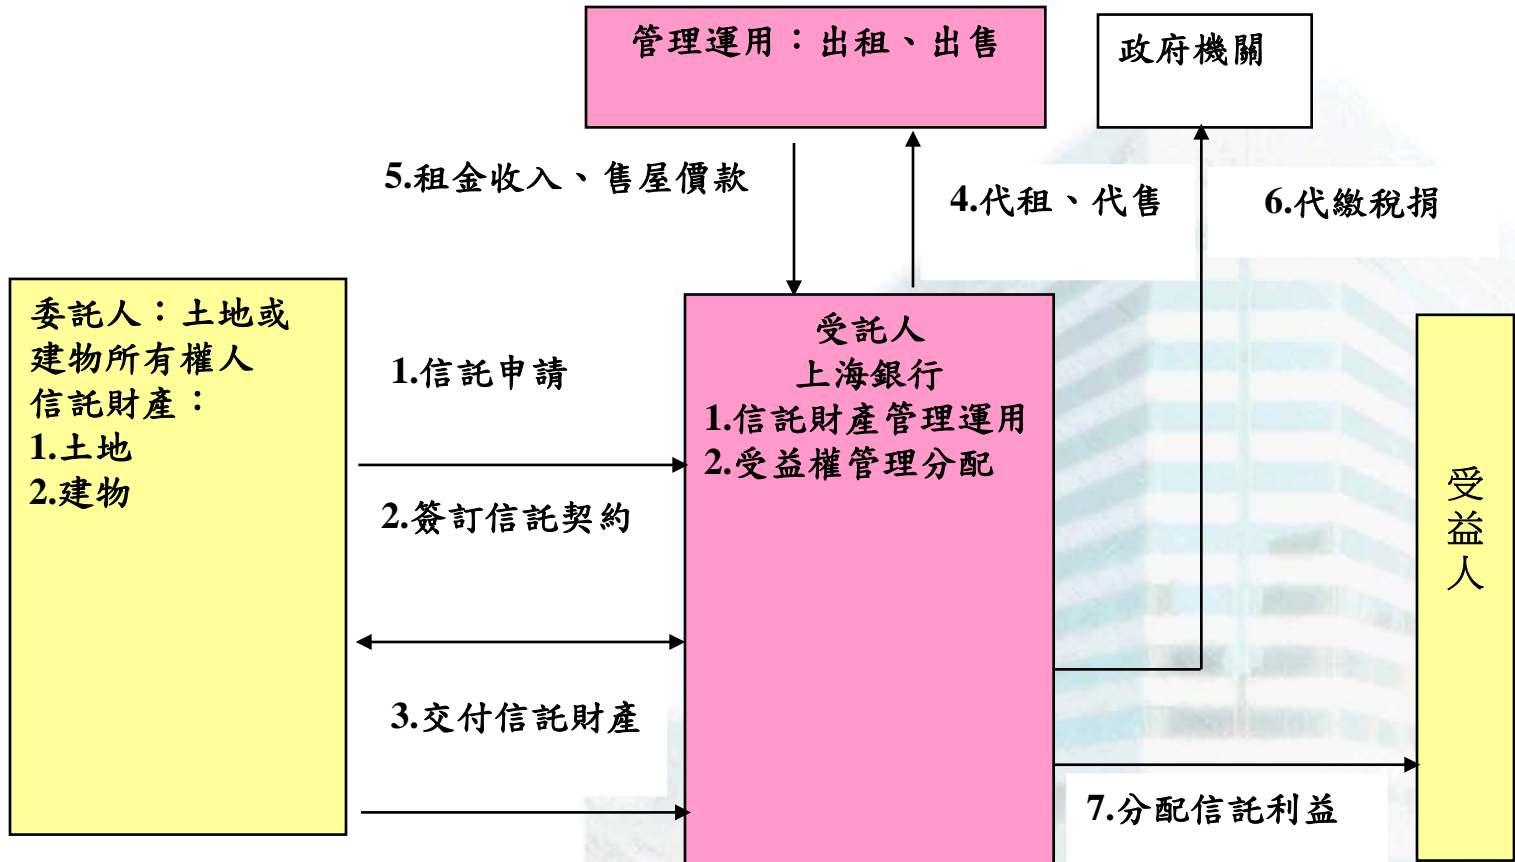 管理運用：出租、出售
政府機關
5.租金收入、售屋價款
4.代租、代售
6.代繳稅捐
委託人：土地或
建物所有權人
信託財產：
1.土地
2.建物
1.信託申請
2.簽訂信託契約
3.交付信託財產
受託人
上海銀行
1.信託財產管理運用
2.受益權管理分配
受
益
人
7.分配信託利益